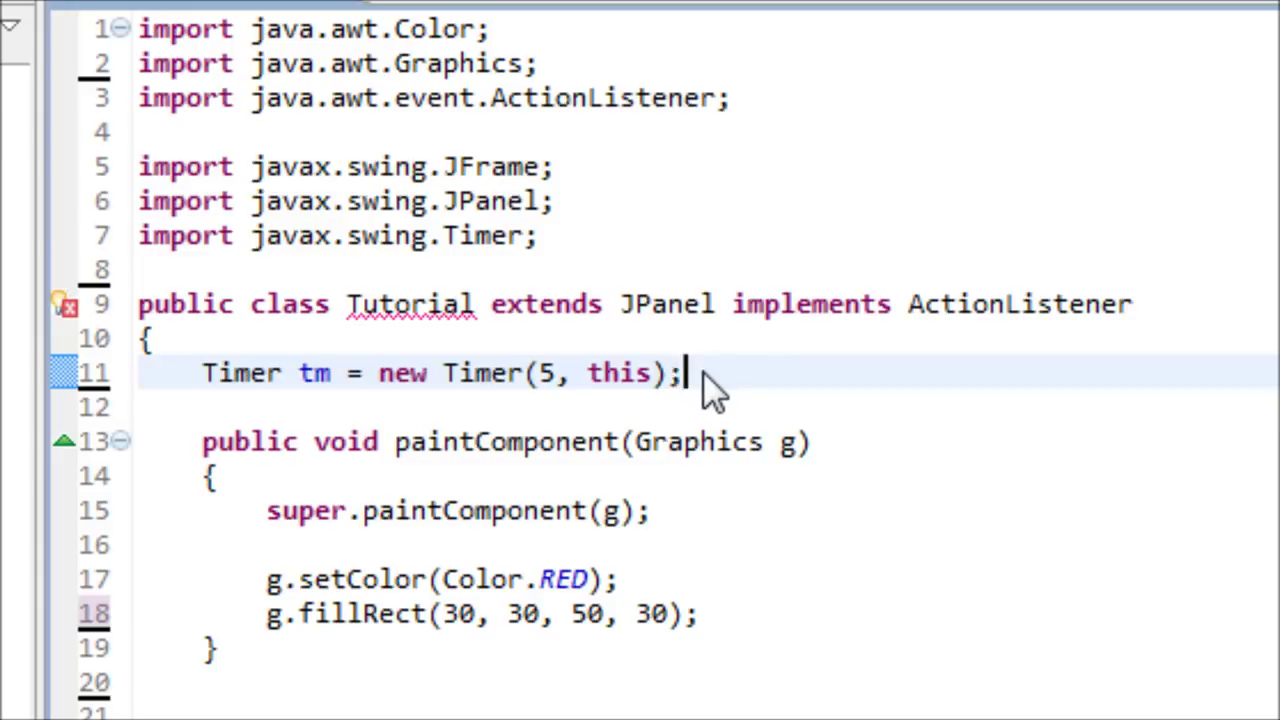 1 import java.awt.Color;
2 import java.awt.Graphics;
3 import java.awt.event.ActionListener;
4
5 import javax.swing.JFrame;
6 import javax.swing.JPanel;
7 import javax.swing.Timer;
8
9 public class Tutorial extends JPanel implements ActionListener
10 {
11     Timer tm = new Timer(5, this);
12
13     public void paintComponent(Graphics g)
14     {
15         super.paintComponent(g);
16
17         g.setColor(Color.RED);
18         g.fillRect(30, 30, 50, 30);
19     }
20
21